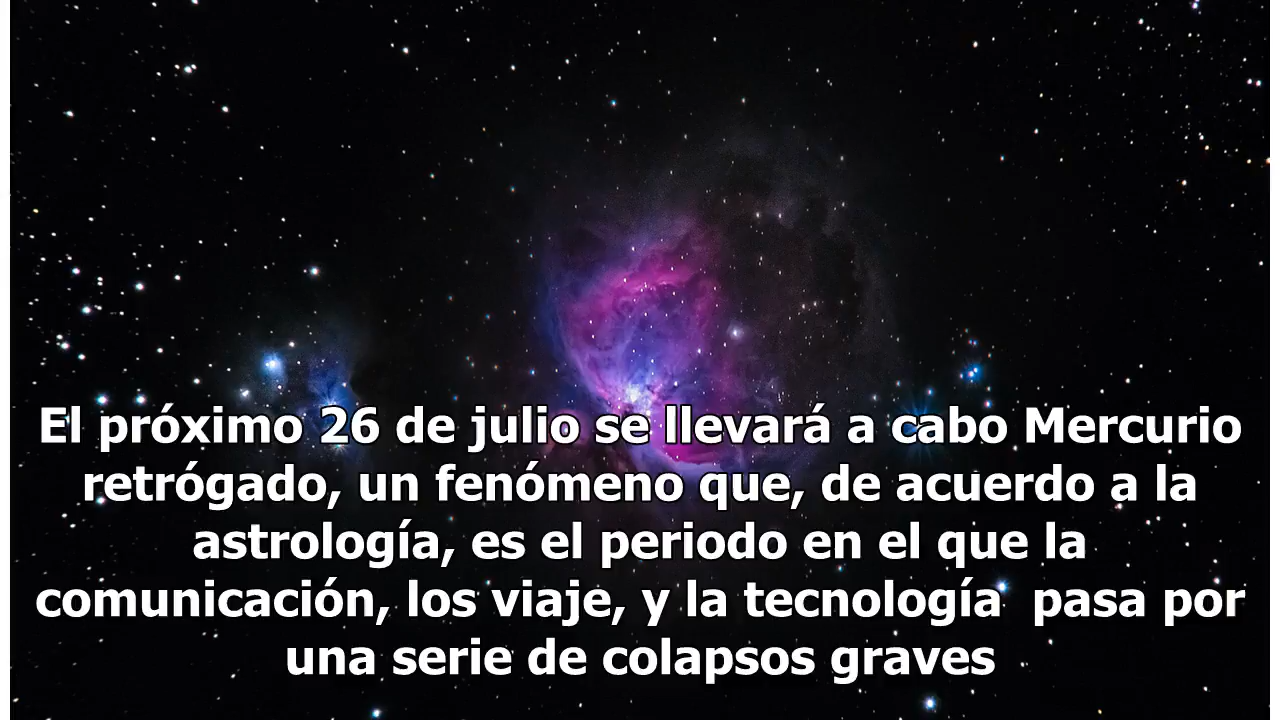 El próximo 26 de julio se llevará a cabo Mercurio
retrógado, un fenómeno que, de acuerdo a la
astrología, es el periodo en el que la
comunicación, los viaje, y la tecnología  pasa por
una serie de colapsos graves